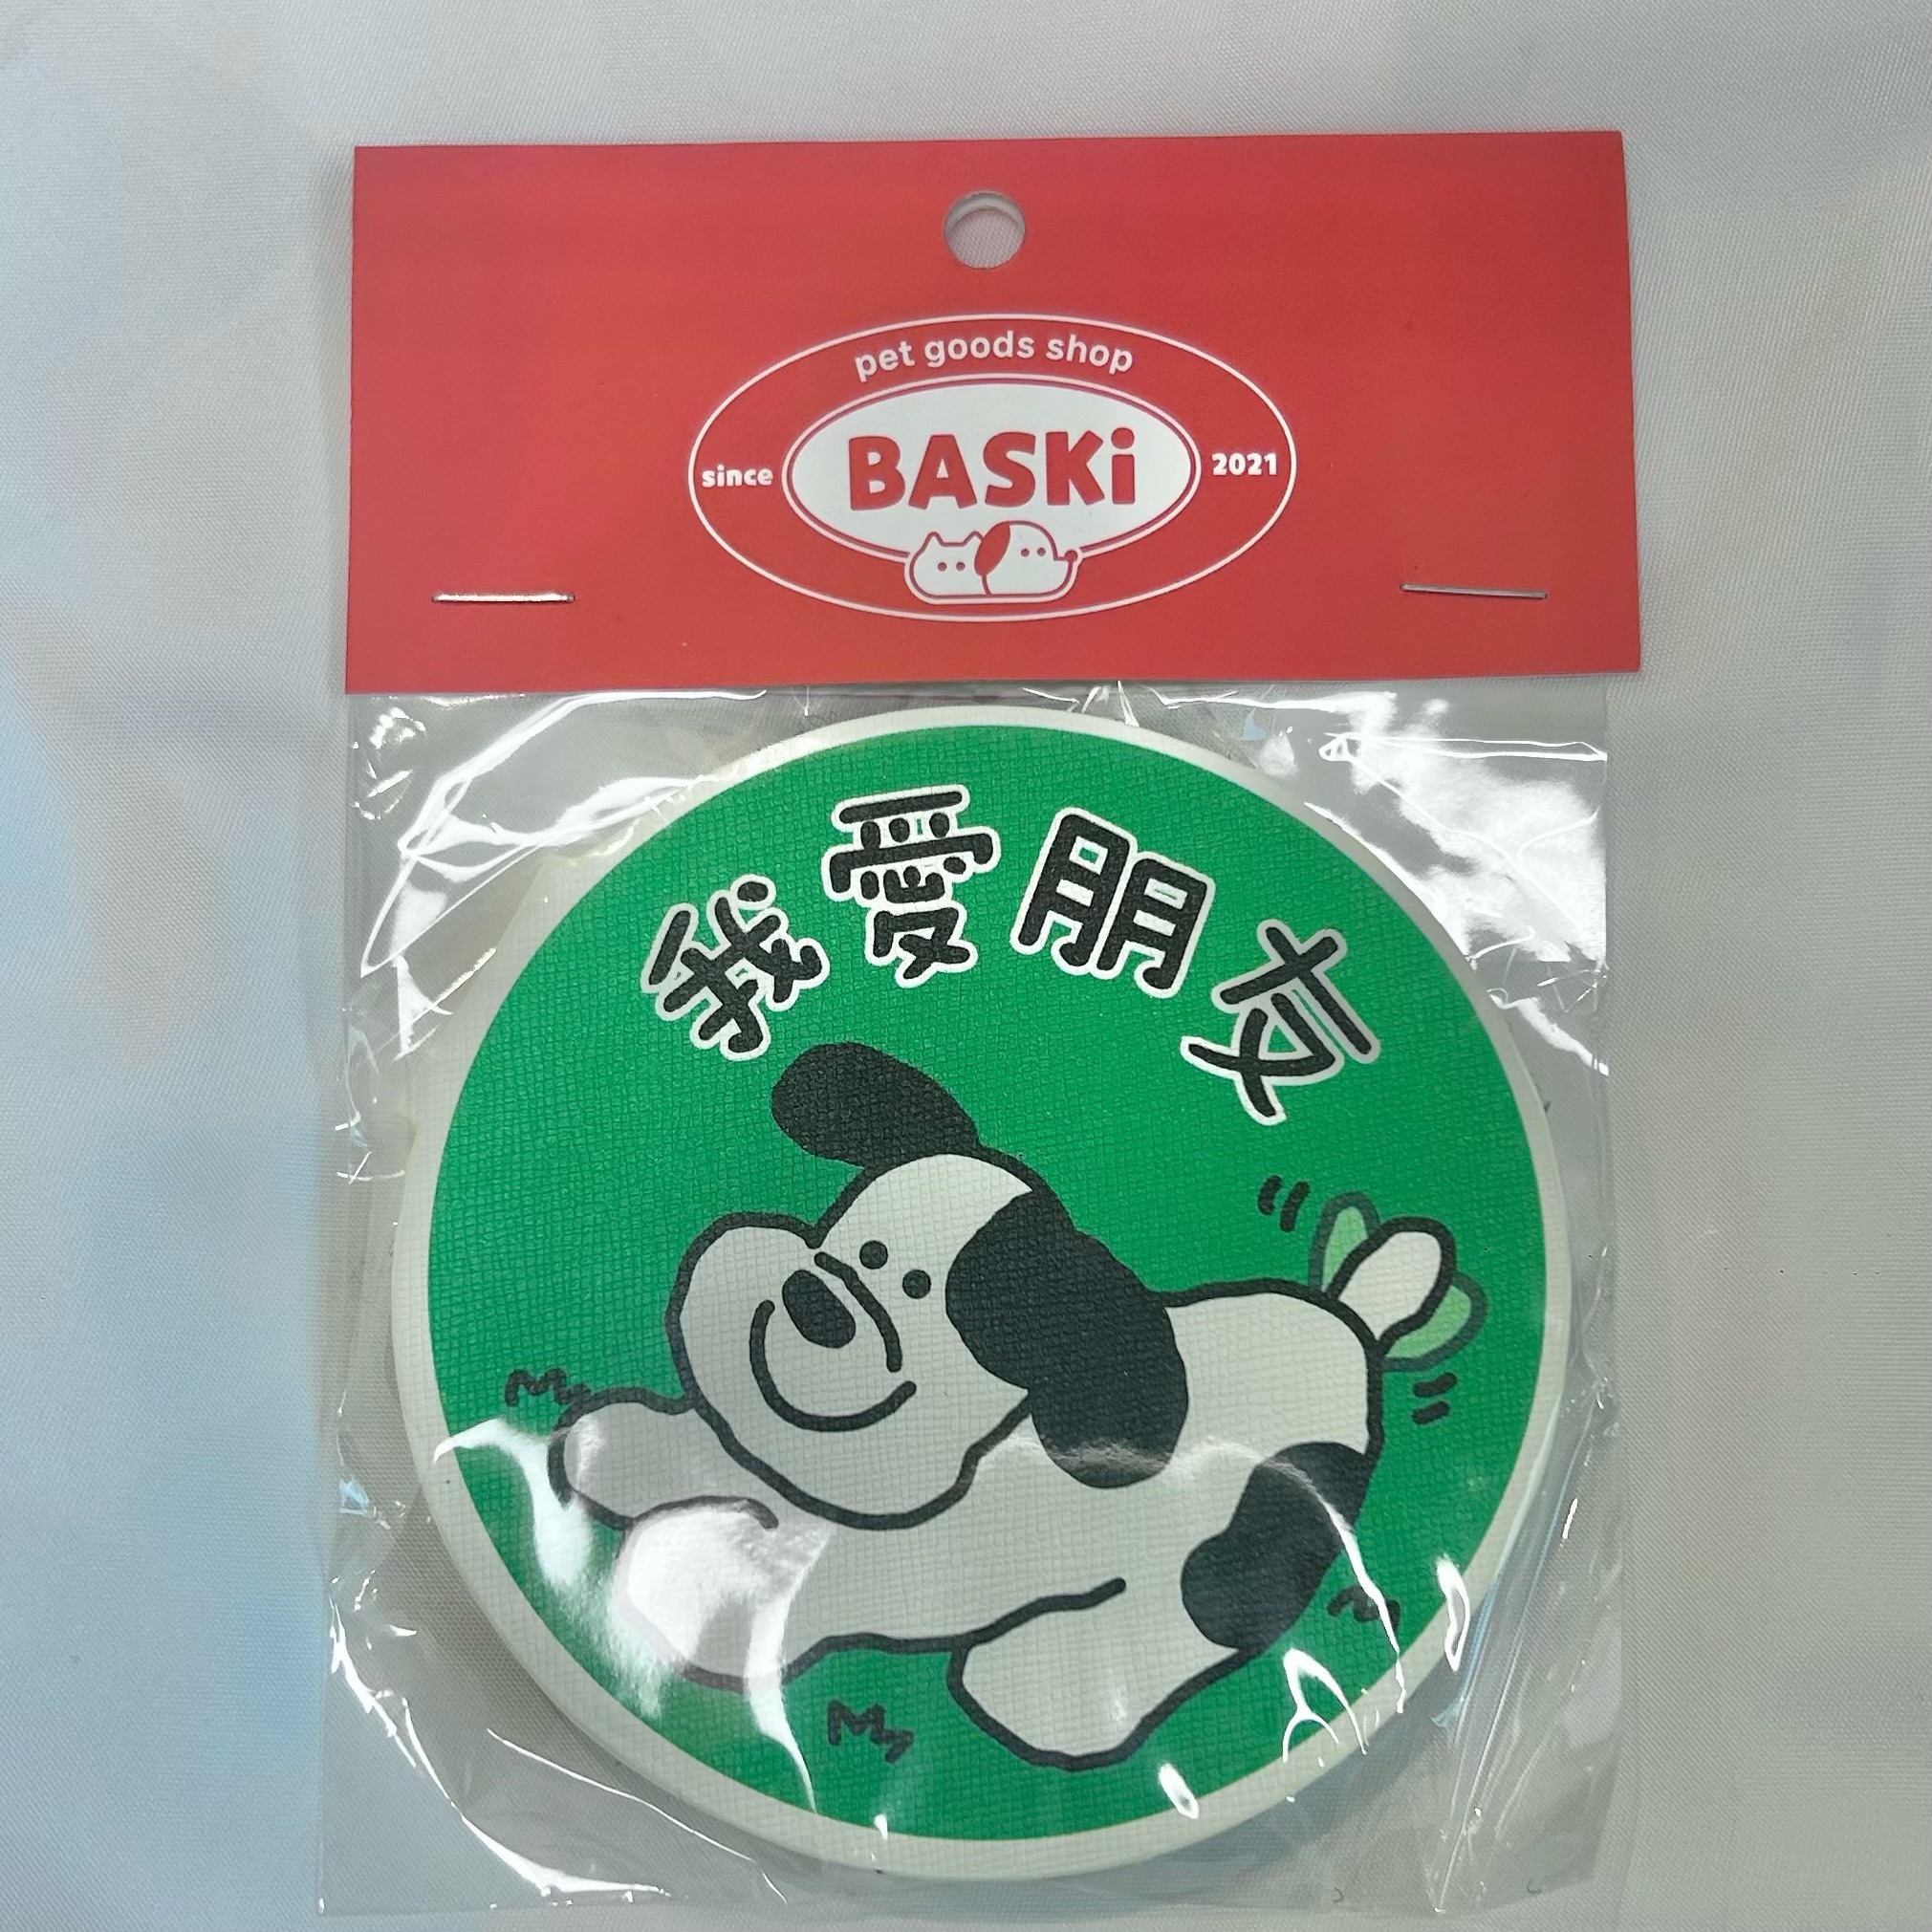 pet goods shop
since BASKi 2021
我愛朋友